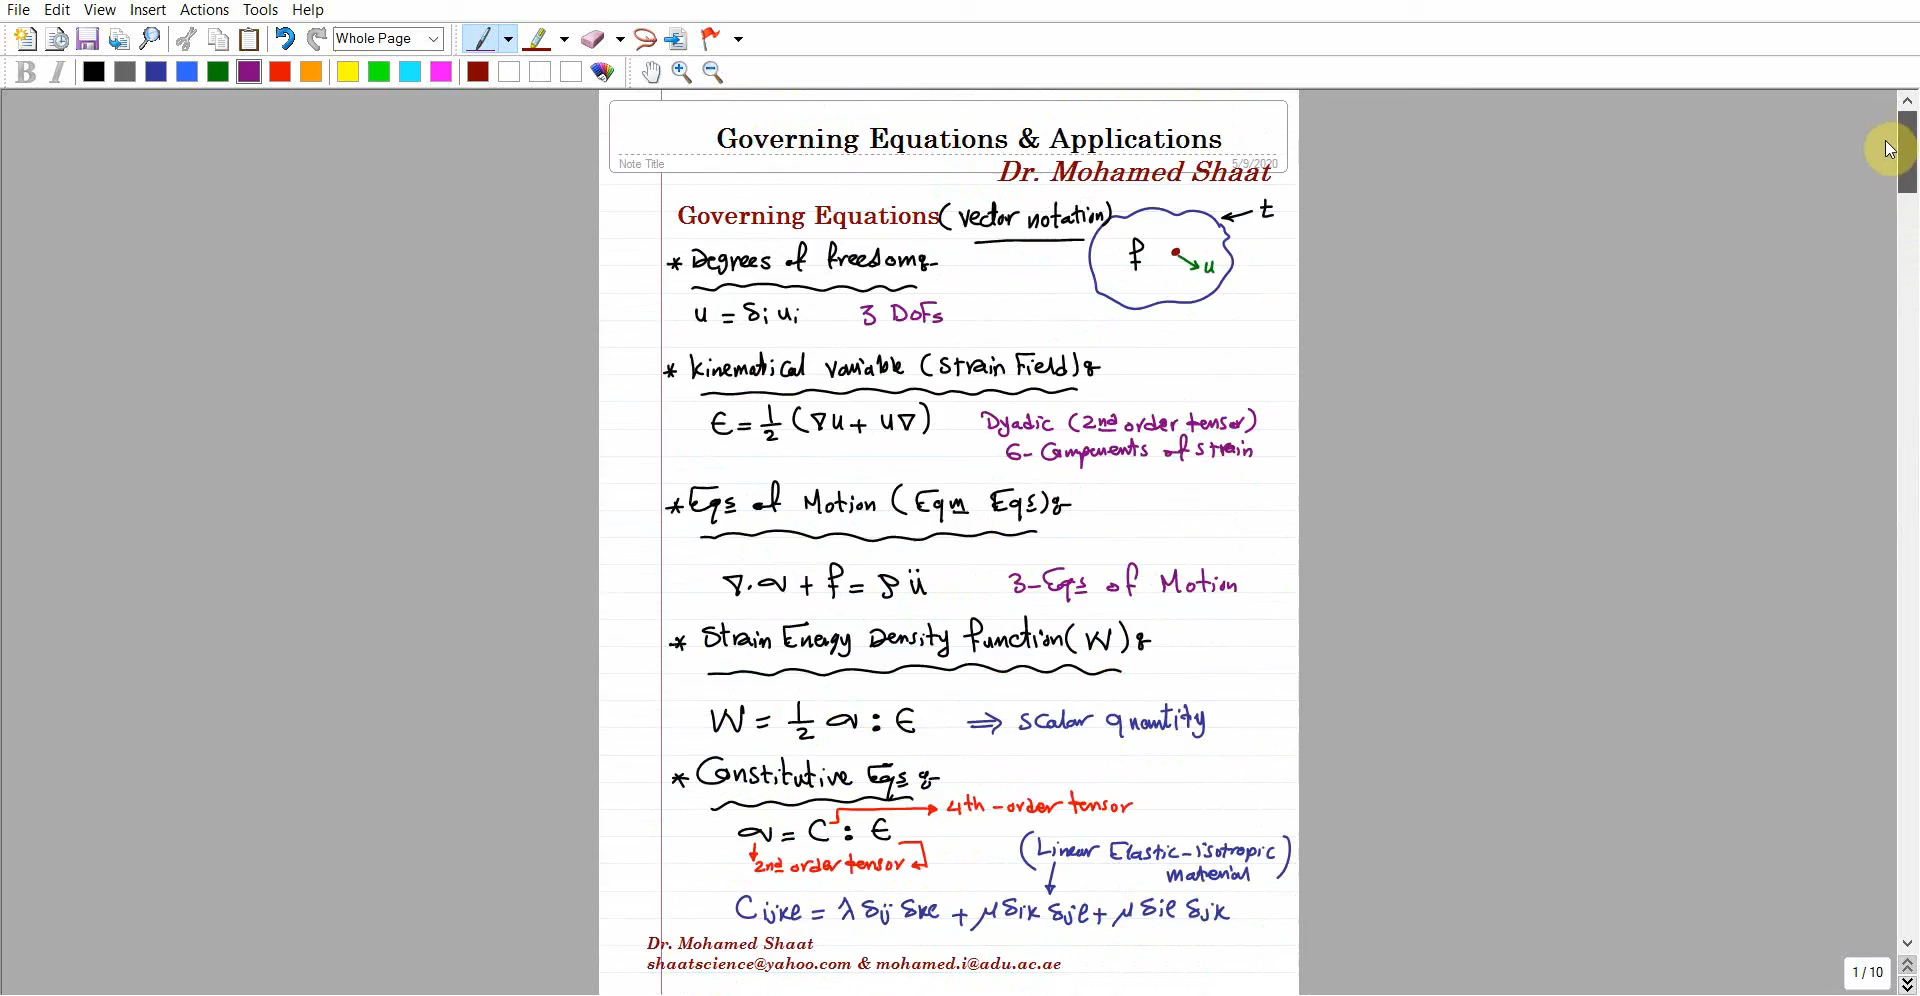 File Edit View Insert Actions Tools Help
Whole Page
B I
Governing Equations & Applications
Note Title
5/9/2020
Dr. Mohamed Shaat
Governing Equations (vector notation)
t
f
u
* Degrees of freedom:-
u = δi ui 3 DoFs
* Kinematical variable (Strain Field):-
ϵ = 1/2 (∇u + u∇) Dyadic (2nd order tensor)
6- Components of strain
* Eqs of Motion (Eqm Eqs):-
∇.σ + f = ρ ü 3-Eqs of Motion
* Strain Energy Density function (W):-
W = 1/2 σ : ϵ ⇒ scalar quantity
* Constitutive Eqs :-
4th-order tensor
σ = C : ϵ
2nd order tensor
(Linear Elastic-isotropic
material)
Cijkl = λ δij δkl + μ δik δjl + μ δil δjk
Dr. Mohamed Shaat
shaatscience@yahoo.com & mohamed.i@adu.ac.ae
1 / 10